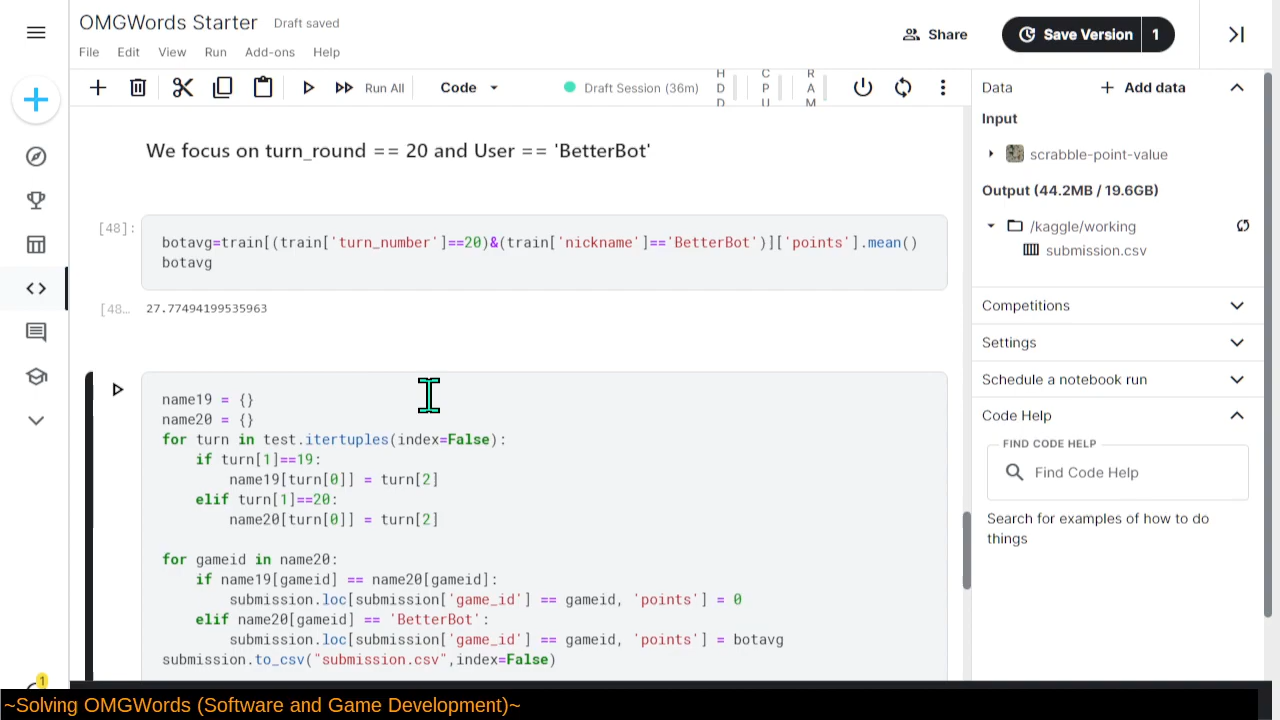 OMGWords Starter
Draft saved
Share
Save Version
1
File Edit View Run Add-ons Help
Run All
Code
Draft Session (36m)
HDD
CPU
RAM
Data
Add data
Input
scrabble-point-value
Output (44.2MB / 19.6GB)
/kaggle/working
submission.csv
Competitions
Settings
Schedule a notebook run
Code Help
FIND CODE HELP
Find Code Help
Search for examples of how to do
things
We focus on turn_round == 20 and User == 'BetterBot'
[48]:
botavg=train[(train['turn_number']==20)&(train['nickname']=='BetterBot')]['points'].mean()
botavg
[48…
27.77494199535963
name19 = {}
name20 = {}
for turn in test.itertuples(index=False):
    if turn[1]==19:
        name19[turn[0]] = turn[2]
    elif turn[1]==20:
        name20[turn[0]] = turn[2]
for gameid in name20:
    if name19[gameid] == name20[gameid]:
        submission.loc[submission['game_id'] == gameid, 'points'] = 0
    elif name20[gameid] == 'BetterBot':
        submission.loc[submission['game_id'] == gameid, 'points'] = botavg
submission.to_csv("submission.csv",index=False)
1
~Solving OMGWords (Software and Game Development)~